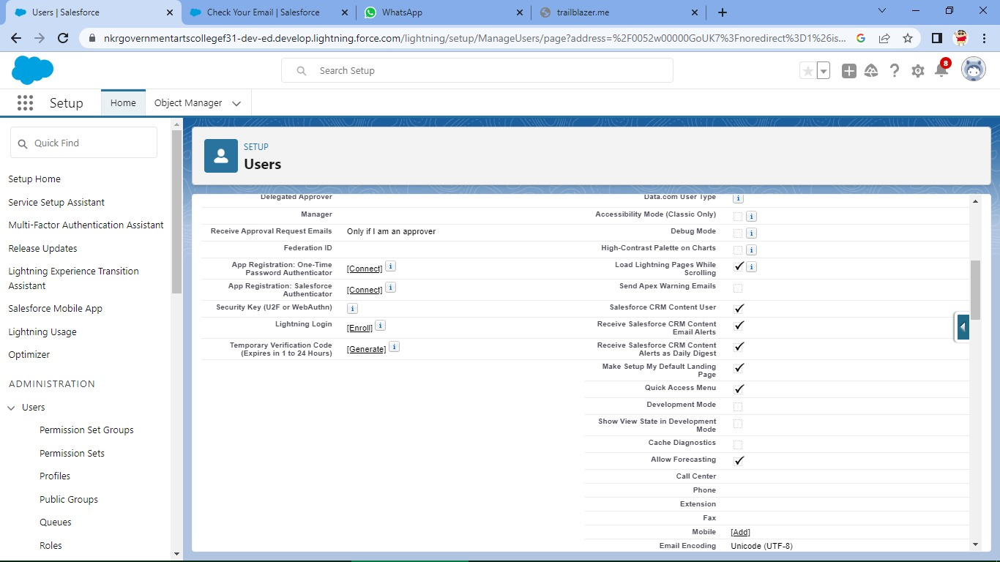 Users | Salesforce
Check Your Email | Salesforce
WhatsApp
trailblazer.me
nkrgovernmentartscollegef31-dev-ed.develop.lightning.force.com/lightning/setup/ManageUsers/page?address=%2F0052w00000GoUK7%3Fnoredirect%3D1%26is...
Search Setup
8
Setup
Home
Object Manager
Quick Find
Setup Home
Service Setup Assistant
Multi-Factor Authentication Assistant
Release Updates
Lightning Experience Transition
Assistant
Salesforce Mobile App
Lightning Usage
Optimizer
ADMINISTRATION
Users
Permission Set Groups
Permission Sets
Profiles
Public Groups
Queues
Roles
SETUP
Users
Delegated Approver
Manager
Receive Approval Request Emails Only if I am an approver
Federation ID
App Registration: One-Time
Password Authenticator [Connect] i
App Registration: Salesforce
Authenticator [Connect] i
Security Key (U2F or WebAuthn) i
Lightning Login [Enroll] i
Temporary Verification Code
(Expires in 1 to 24 Hours) [Generate] i
Data.com User Type i
Accessibility Mode (Classic Only) i
Debug Mode i
High-Contrast Palette on Charts i
Load Lightning Pages While
Scrolling i
Send Apex Warning Emails
Salesforce CRM Content User
Receive Salesforce CRM Content
Email Alerts
Receive Salesforce CRM Content
Alerts as Daily Digest
Make Setup My Default Landing
Page
Quick Access Menu
Development Mode
Show View State in Development
Mode
Cache Diagnostics
Allow Forecasting
Call Center
Phone
Extension
Fax
Mobile [Add]
Email Encoding Unicode (UTF-8)